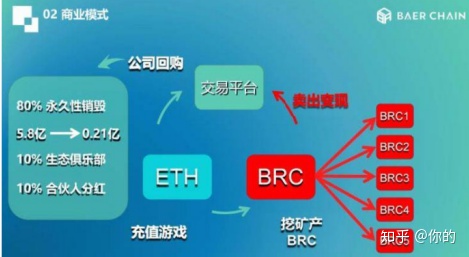 02 商业模式
BAER CHAIN
公司回购
交易平台
卖出变现
80% 永久性销毁
5.8亿 → 0.21亿
10% 生态俱乐部
10% 合伙人分红
ETH
BRC
BRC1
BRC2
BRC3
BRC4
BRC5
充值游戏
挖矿产
BRC
知乎 @你的